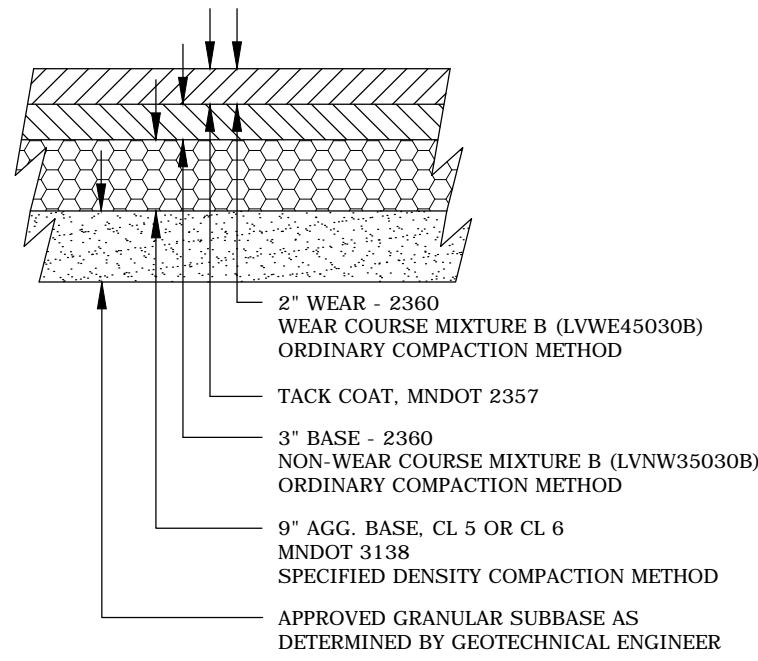 2" WEAR - 2360
WEAR COURSE MIXTURE B (LVWE45030B)
ORDINARY COMPACTION METHOD
TACK COAT, MNDOT 2357
3" BASE - 2360
NON-WEAR COURSE MIXTURE B (LVNW35030B)
ORDINARY COMPACTION METHOD
9" AGG. BASE, CL 5 OR CL 6
MNDOT 3138
SPECIFIED DENSITY COMPACTION METHOD
APPROVED GRANULAR SUBBASE AS
DETERMINED BY GEOTECHNICAL ENGINEER